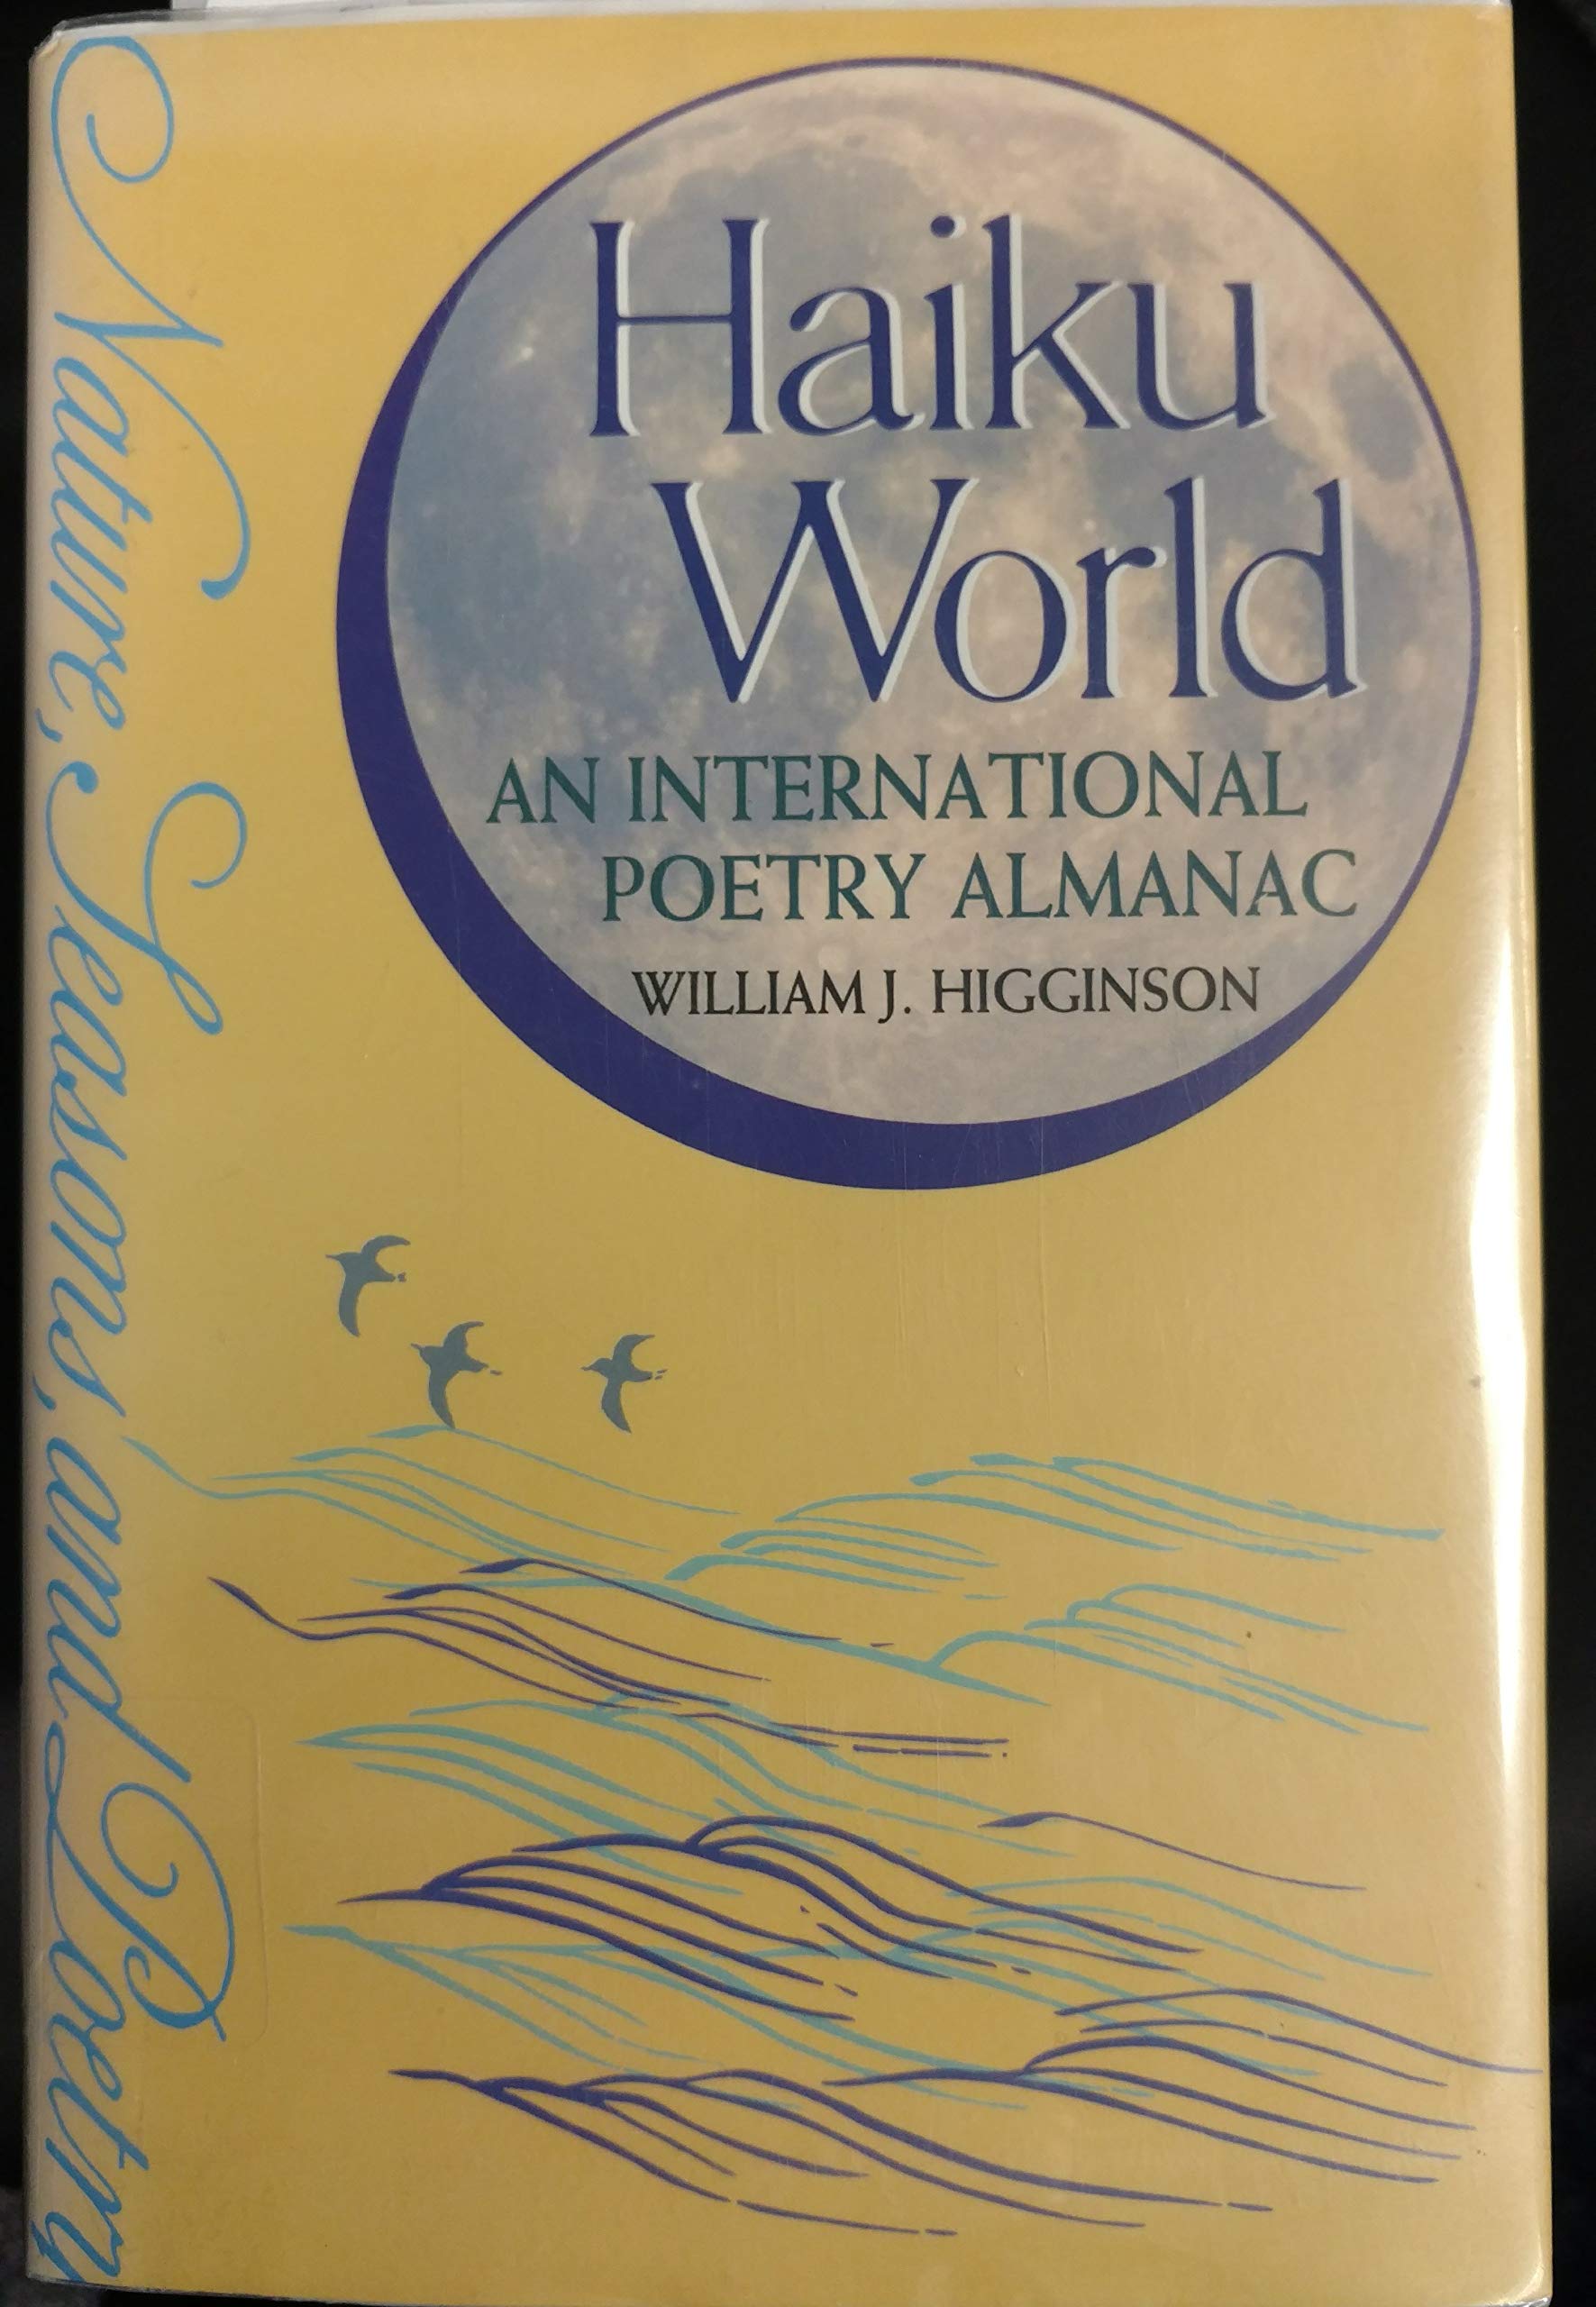 Haiku
World
AN INTERNATIONAL
POETRY ALMANAC
WILLIAM J. HIGGINSON
Nature, Seasons, and Poetry